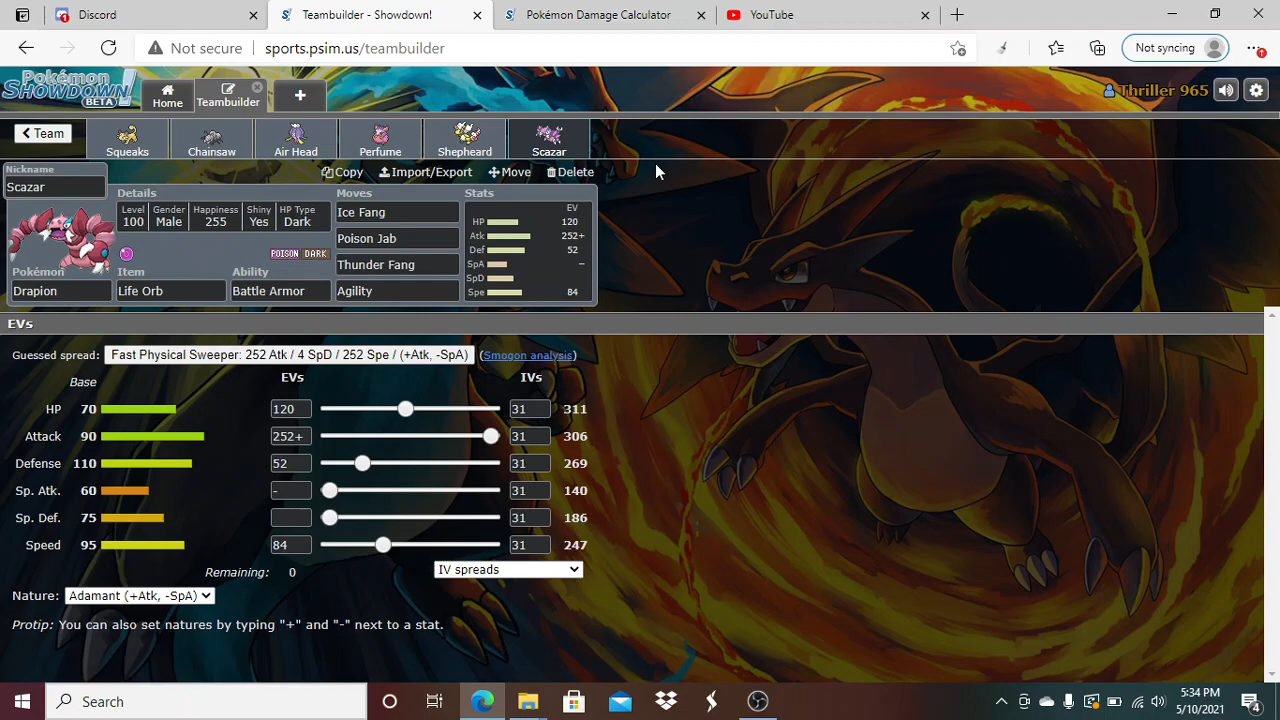 Discord
Teambuilder - Showdown!
Pokémon Damage Calculator
YouTube
Not secure
sports.psim.us/teambuilder
Not syncing
Pokémon
Showdown!
BETA
Home
Teambuilder
Thriller 965
< Team
Squeaks
Chainsaw
Air Head
Perfume
Shepheard
Scazar
Copy
Import/Export
Move
Delete
Nickname
Scazar
Details
Level
100
Gender
Male
Happiness
255
Shiny
Yes
HP Type
Dark
POISON DARK
Pokémon
Drapion
Item
Life Orb
Ability
Battle Armor
Moves
Ice Fang
Poison Jab
Thunder Fang
Agility
Stats
EV
HP 120
Atk 252+
Def 52
SpA –
SpD
Spe 84
EVs
Guessed spread: Fast Physical Sweeper: 252 Atk / 4 SpD / 252 Spe / (+Atk, -SpA) (Smogon analysis)
Base EVs IVs
HP 70 120 31 311
Attack 90 252+ 31 306
Defense 110 52 31 269
Sp. Atk. 60 - 31 140
Sp. Def. 75 31 186
Speed 95 84 31 247
Remaining: 0
IV spreads
Nature: Adamant (+Atk, -SpA)
Protip: You can also set natures by typing "+" and "-" next to a stat.
Search
5:34 PM
5/10/2021
4